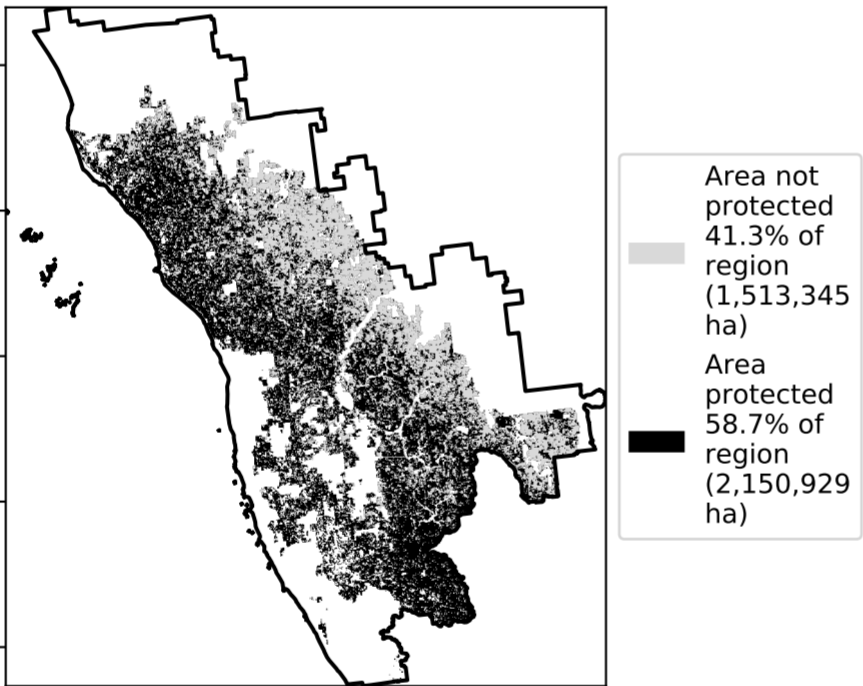 Area not
protected
41.3% of
region
(1,513,345
ha)
Area
protected
58.7% of
region
(2,150,929
ha)